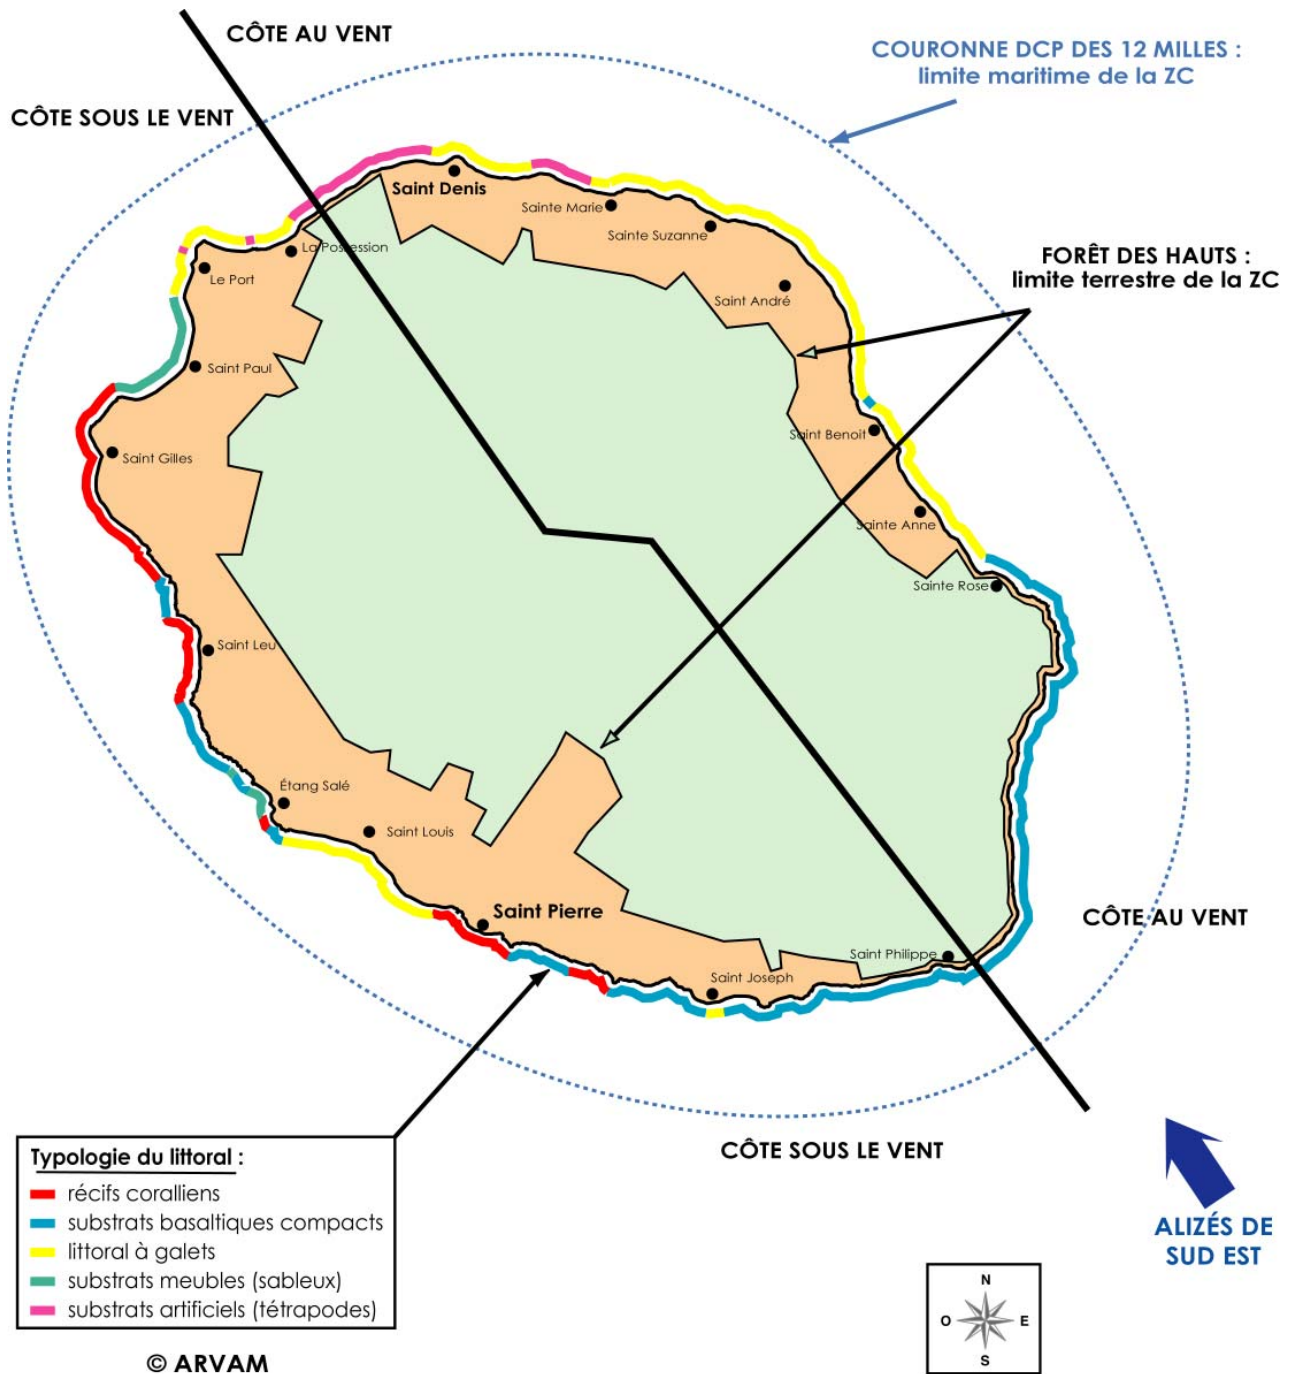 CÔTE AU VENT
CÔTE SOUS LE VENT
COURONNE DCP DES 12 MILLES :
limite maritime de la ZC
FORÊT DES HAUTS :
limite terrestre de la ZC
Saint Denis
Sainte Marie
Sainte Suzanne
La Possession
Le Port
Saint André
Saint Paul
Saint Benoit
Saint Gilles
Sainte Anne
Sainte Rose
Saint Leu
Étang Salé
Saint Louis
Saint Pierre
CÔTE AU VENT
Saint Philippe
Saint Joseph
CÔTE SOUS LE VENT
Typologie du littoral :
récifs coralliens
substrats basaltiques compacts
littoral à galets
substrats meubles (sableux)
substrats artificiels (tétrapodes)
ALIZÉS DE
SUD EST
N
O
E
S
© ARVAM